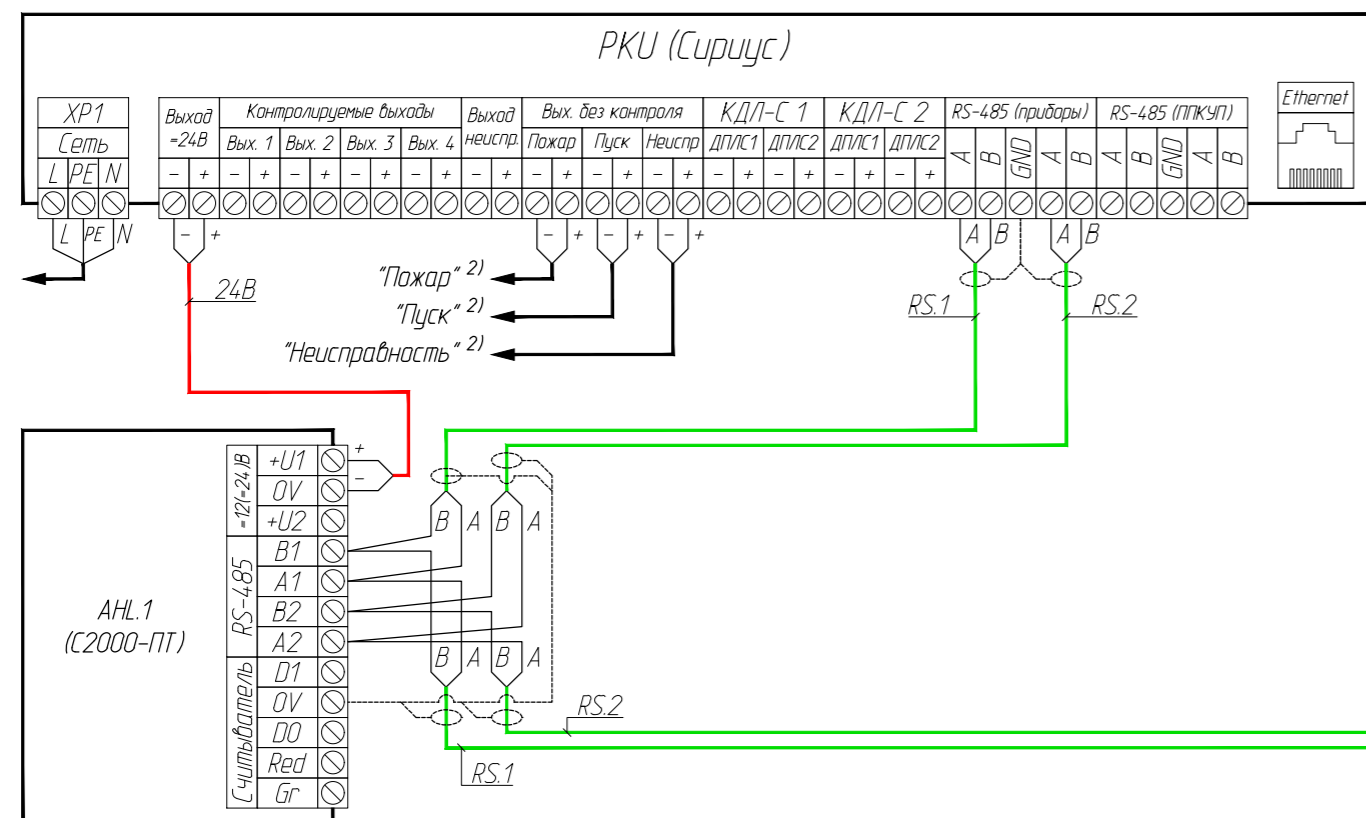 PKU (Сириус)
XP1
Сеть
L PE N
Выход =24В
Контролируемые выходы
Вых. 1 Вых. 2 Вых. 3 Вых. 4
Выход неиспр.
Вых. без контроля
Пожар Пуск Неиспр
КДЛ-С 1 КДЛ-С 2
ДПЛС1 ДПЛС2 ДПЛС1 ДПЛС2
RS-485 (приборы) RS-485 (ППКУП)
Ethernet
- + - + - + - + - + - + - + - + - + - + - + - + - +
A B GND A B A B GND A B
L PE N - + - + - + - + A B A B
24В
"Пожар" 2)
"Пуск" 2)
"Неисправность" 2)
RS.1 RS.2
AHL.1
(С2000-ПТ)
=12(=24)В
+U1 +
0V -
+U2
RS-485
B1
A1
B2
A2
Считыватель
D1
0V
D0
Red
Gr
B A B A
B A B A
RS.2
RS.1